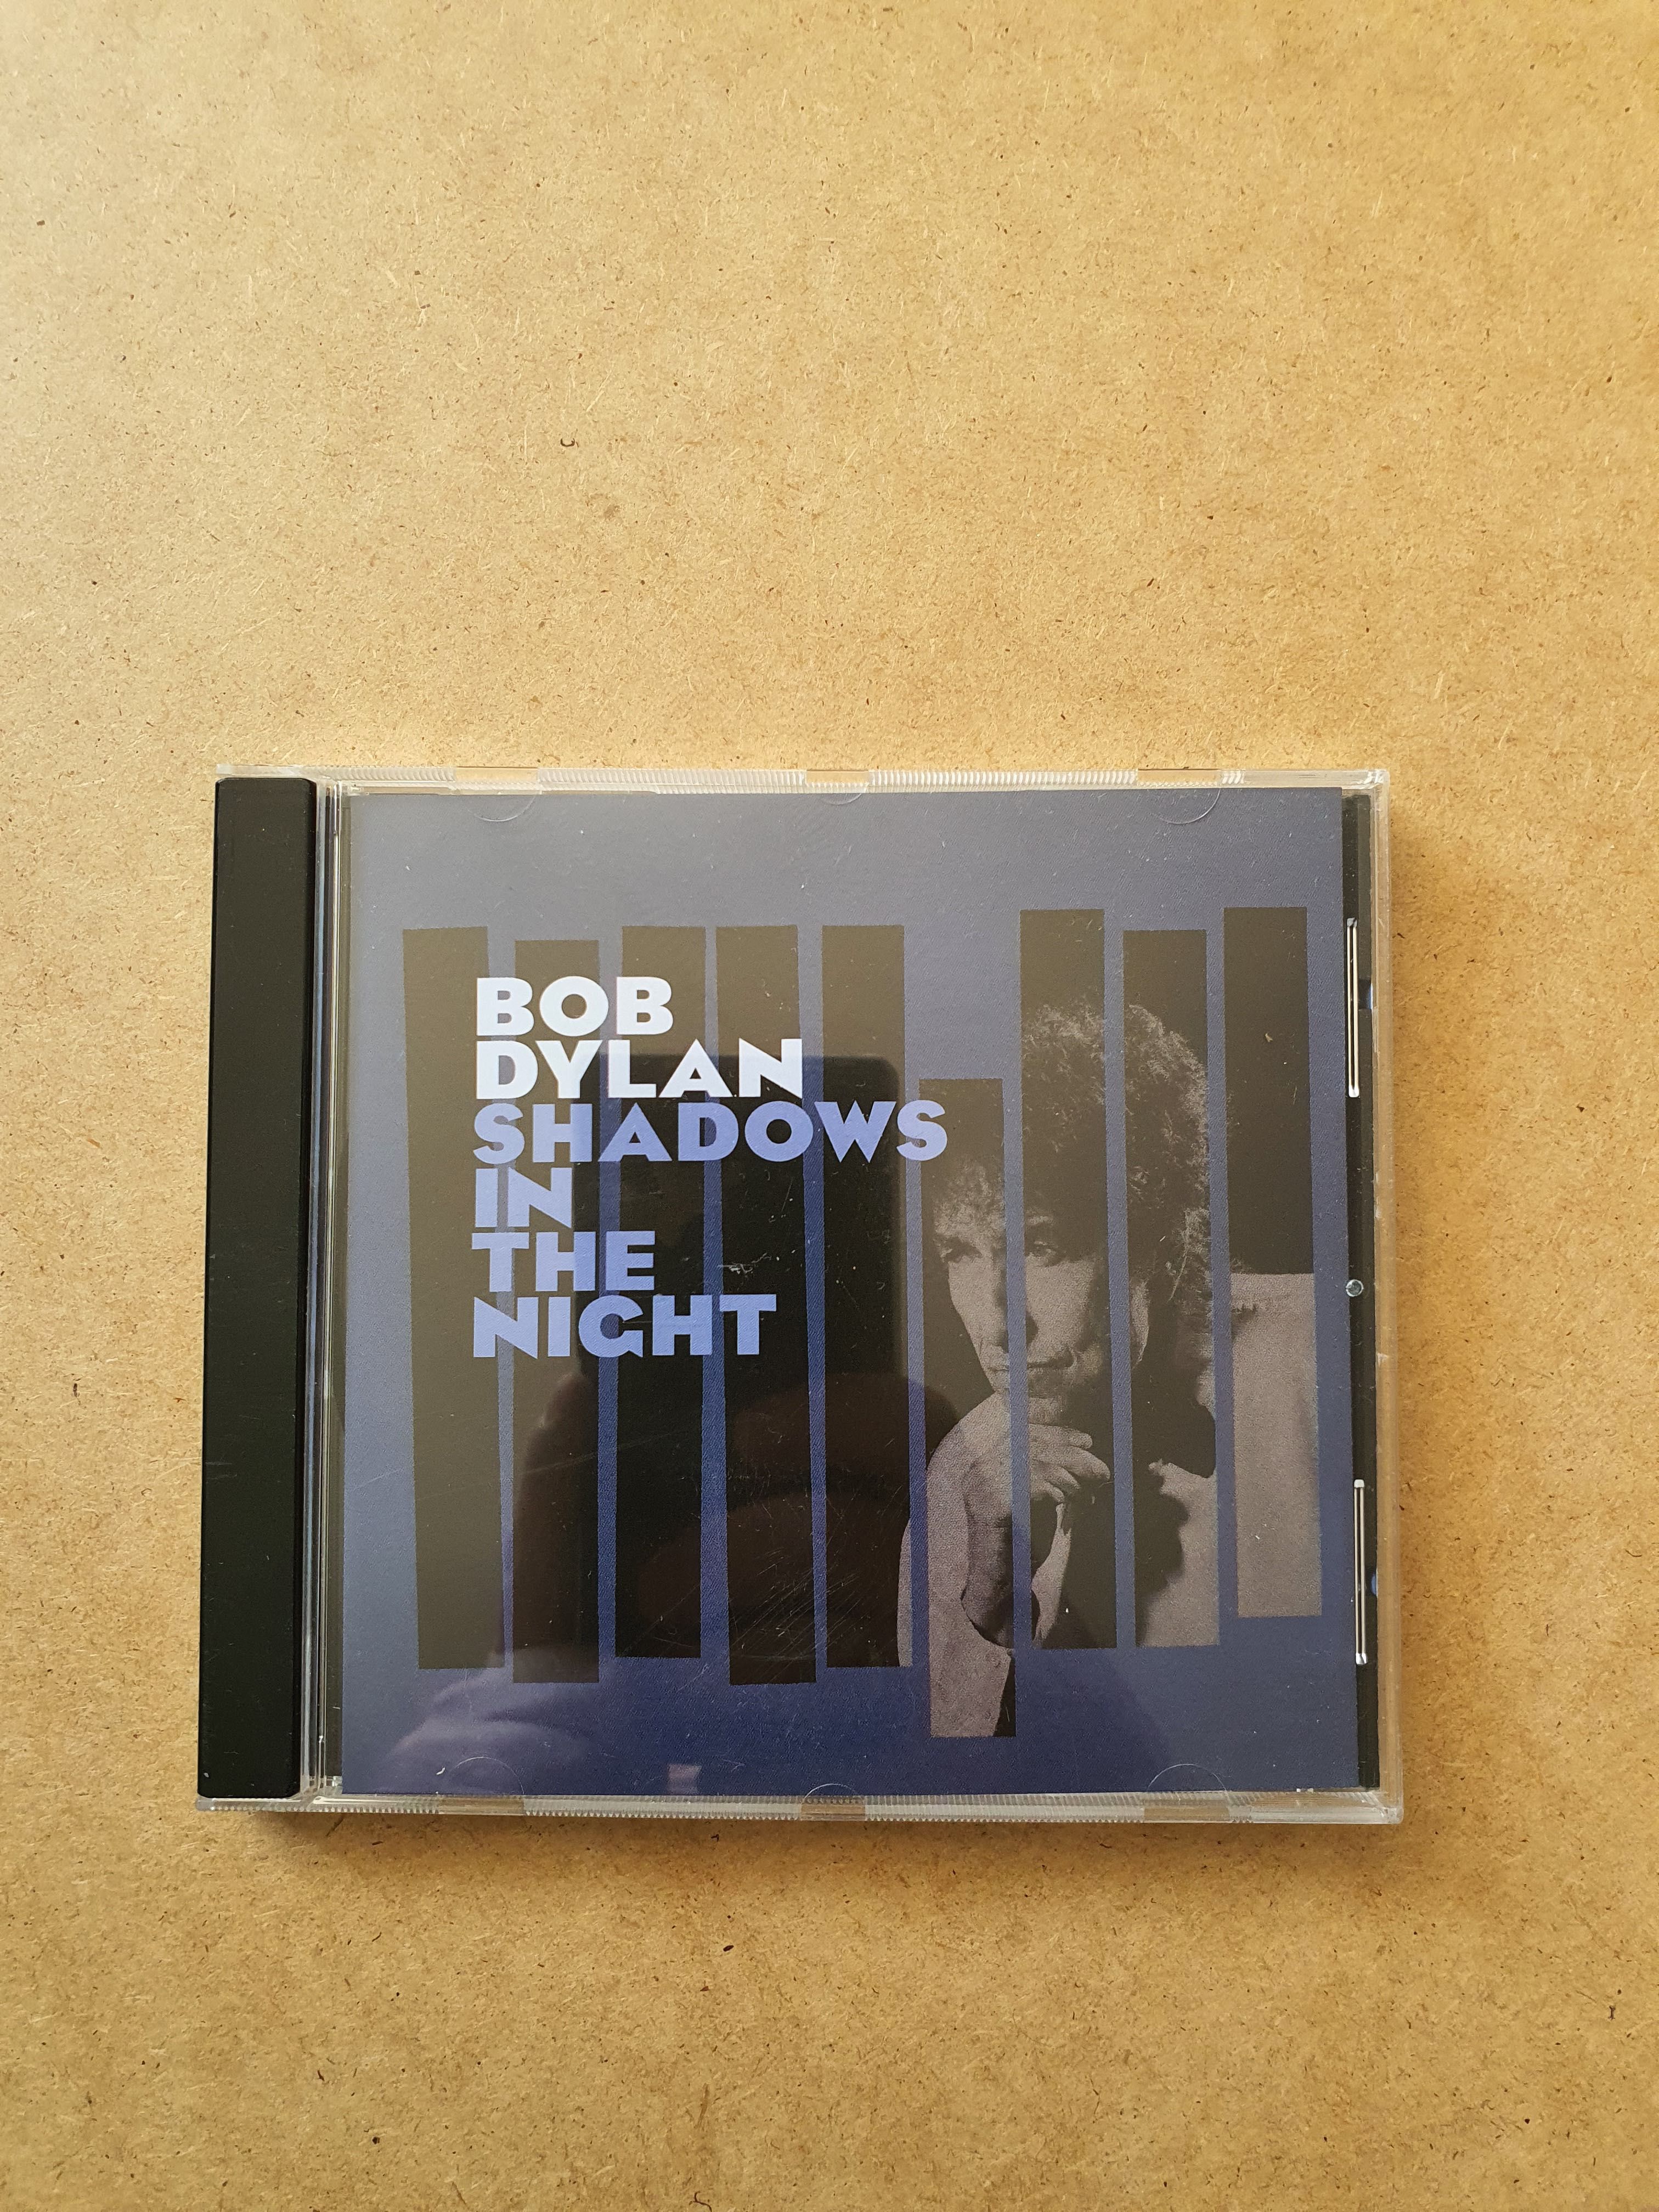 BOB
DYLAN
SHADOWS
IN
THE
NIGHT